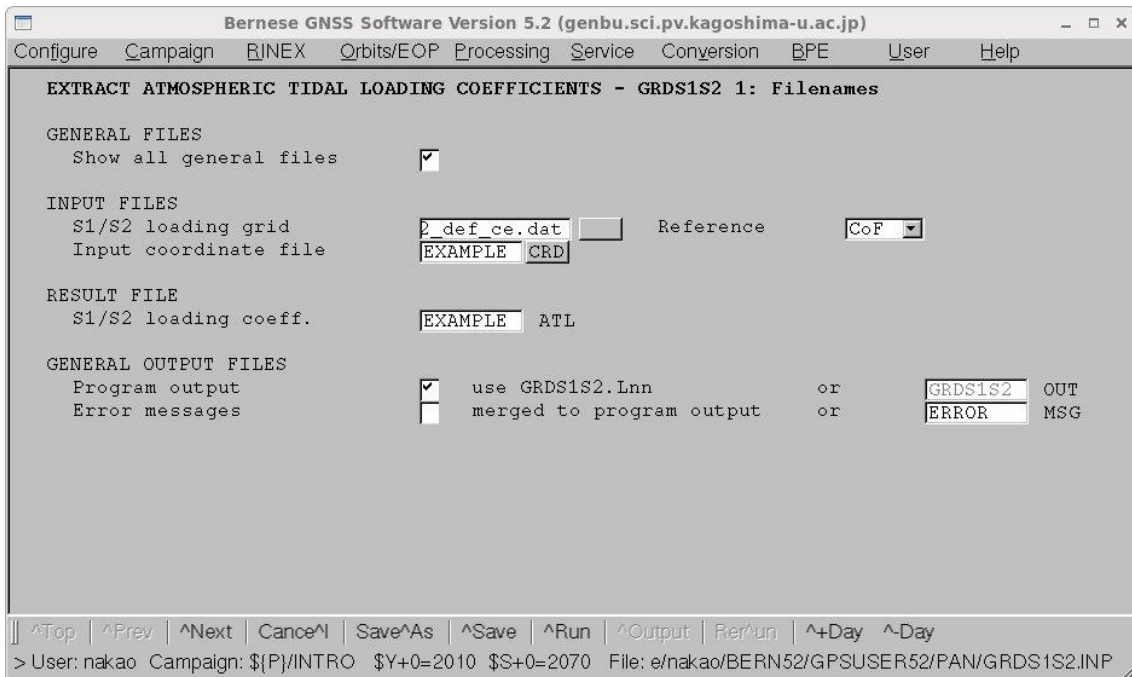 Bernese GNSS Software Version 5.2 (genbu.sci.pv.kagoshima-u.ac.jp)
Configure Campaign RINEX Orbits/EOP Processing Service Conversion BPE User Help
EXTRACT ATMOSPHERIC TIDAL LOADING COEFFICIENTS - GRDS1S2 1: Filenames
GENERAL FILES
Show all general files
INPUT FILES
S1/S2 loading grid 2_def_ce.dat Reference CoF
Input coordinate file EXAMPLE CRD
RESULT FILE
S1/S2 loading coeff. EXAMPLE ATL
GENERAL OUTPUT FILES
Program output use GRDS1S2.Lnn or GRDS1S2 OUT
Error messages merged to program output or ERROR MSG
^Top | ^Prev | ^Next | Cance^l | Save^As | ^Save | ^Run | ^Output | Rer^un | ^+Day ^-Day
> User: nakao Campaign: ${P}/INTRO $Y+0=2010 $S+0=2070 File: e/nakao/BERN52/GPSUSER52/PAN/GRDS1S2.INP